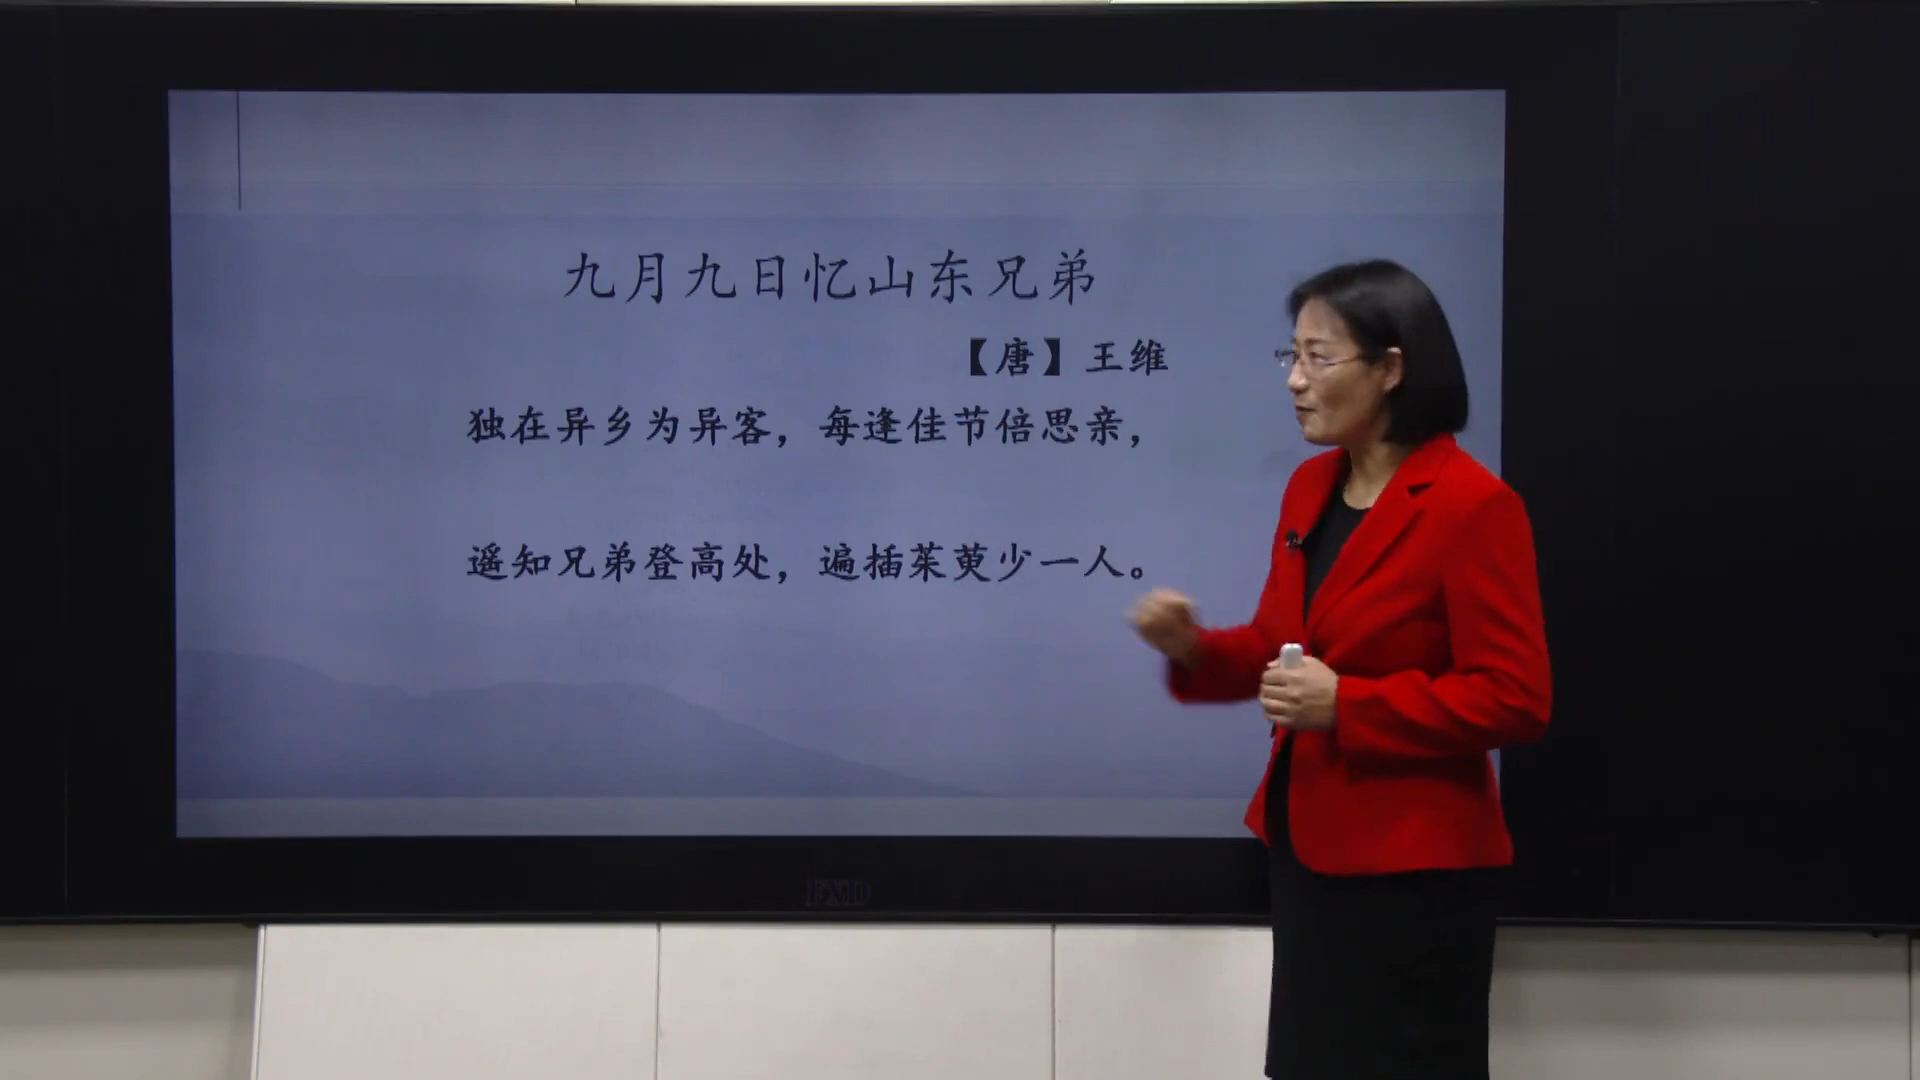 九月九日忆山东兄弟
【唐】王维
独在异乡为异客，每逢佳节倍思亲，
遥知兄弟登高处，遍插茱萸少一人。